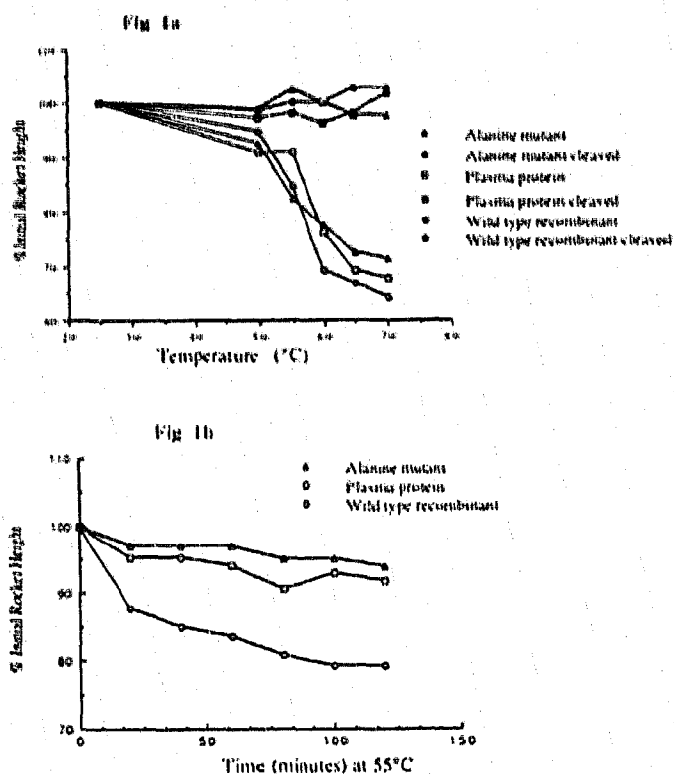 Fig 1a
% Initial Rocket Height
Alanine mutant
Alanine mutant cleaved
Plasma protein
Plasma protein cleaved
Wild type recombinant
Wild type recombinant cleaved
Temperature (°C)
Fig 1b
110
100
90
80
70
% Initial Rocket Height
Alanine mutant
Plasma protein
Wild type recombinant
0 50 100 150
Time (minutes) at 55°C